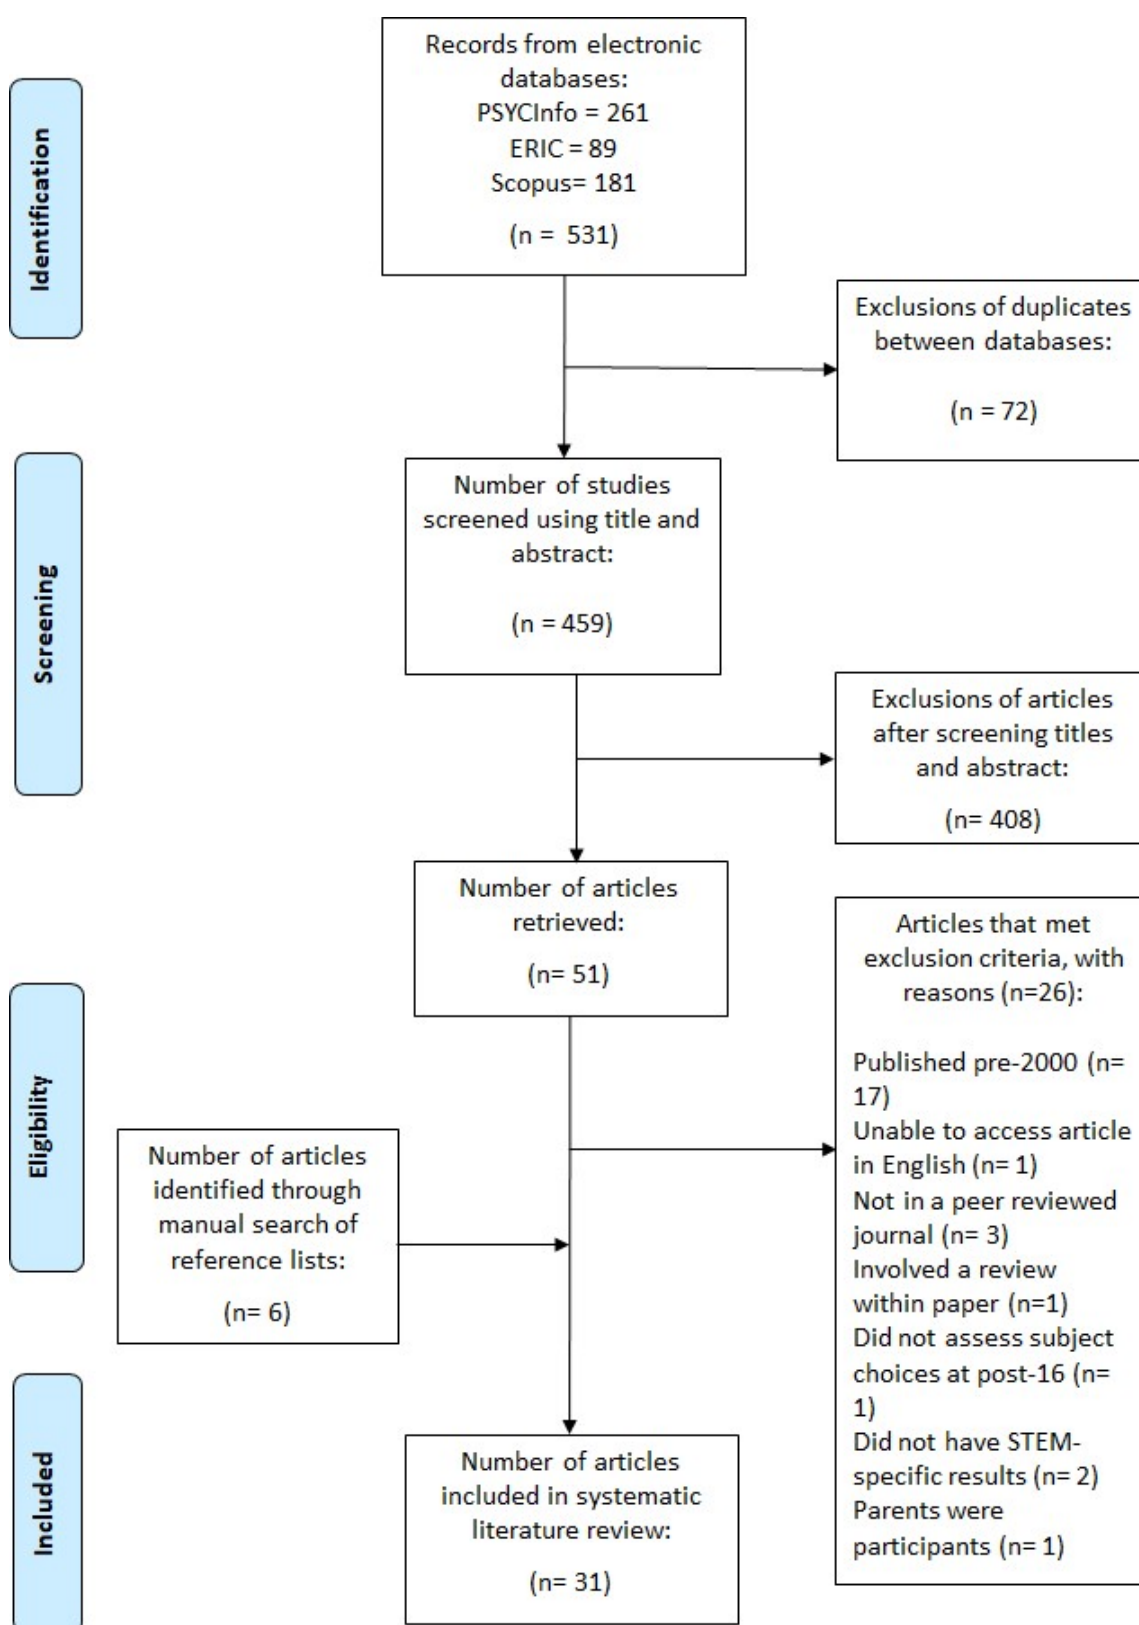 Records from electronic
databases:
PSYCInfo = 261
ERIC = 89
Scopus= 181
(n = 531)
Identification
Exclusions of duplicates
between databases:
(n = 72)
Screening
Number of studies
screened using title and
abstract:
(n = 459)
Exclusions of articles
after screening titles
and abstract:
(n= 408)
Number of articles
retrieved:
(n= 51)
Articles that met
exclusion criteria, with
reasons (n=26):
Published pre-2000 (n=
17)
Unable to access article
in English (n= 1)
Not in a peer reviewed
journal (n= 3)
Involved a review
within paper (n=1)
Did not assess subject
choices at post-16 (n=
1)
Did not have STEM-
specific results (n= 2)
Parents were
participants (n= 1)
Eligibility
Number of articles
identified through
manual search of
reference lists:
(n= 6)
Included
Number of articles
included in systematic
literature review:
(n= 31)